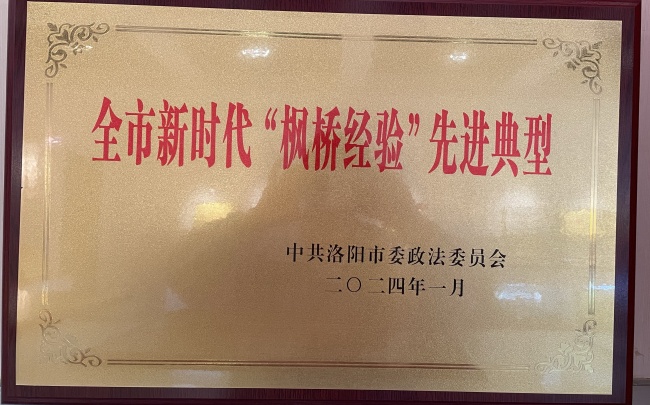 全市新时代“枫桥经验”先进典型
中共洛阳市委政法委员会
二〇二四年一月